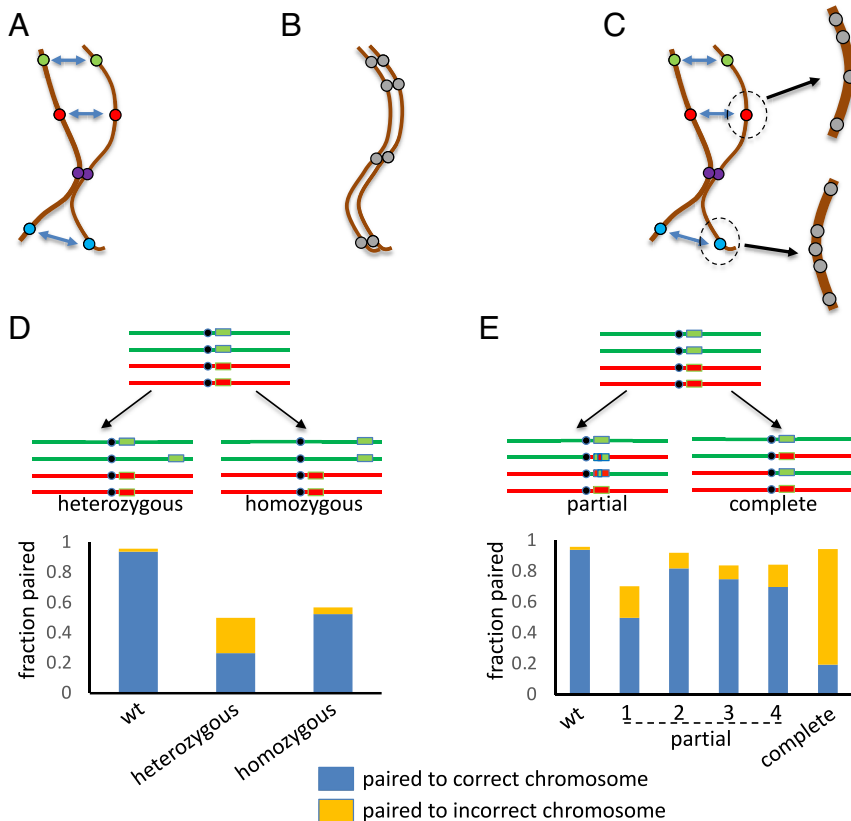 A
B
C
D
E
heterozygous
homozygous
partial
complete
fraction paired
1
0.8
0.6
0.4
0.2
0
wt
heterozygous
homozygous
fraction paired
1
0.8
0.6
0.4
0.2
0
wt
1
2
3
4
partial
complete
paired to correct chromosome
paired to incorrect chromosome